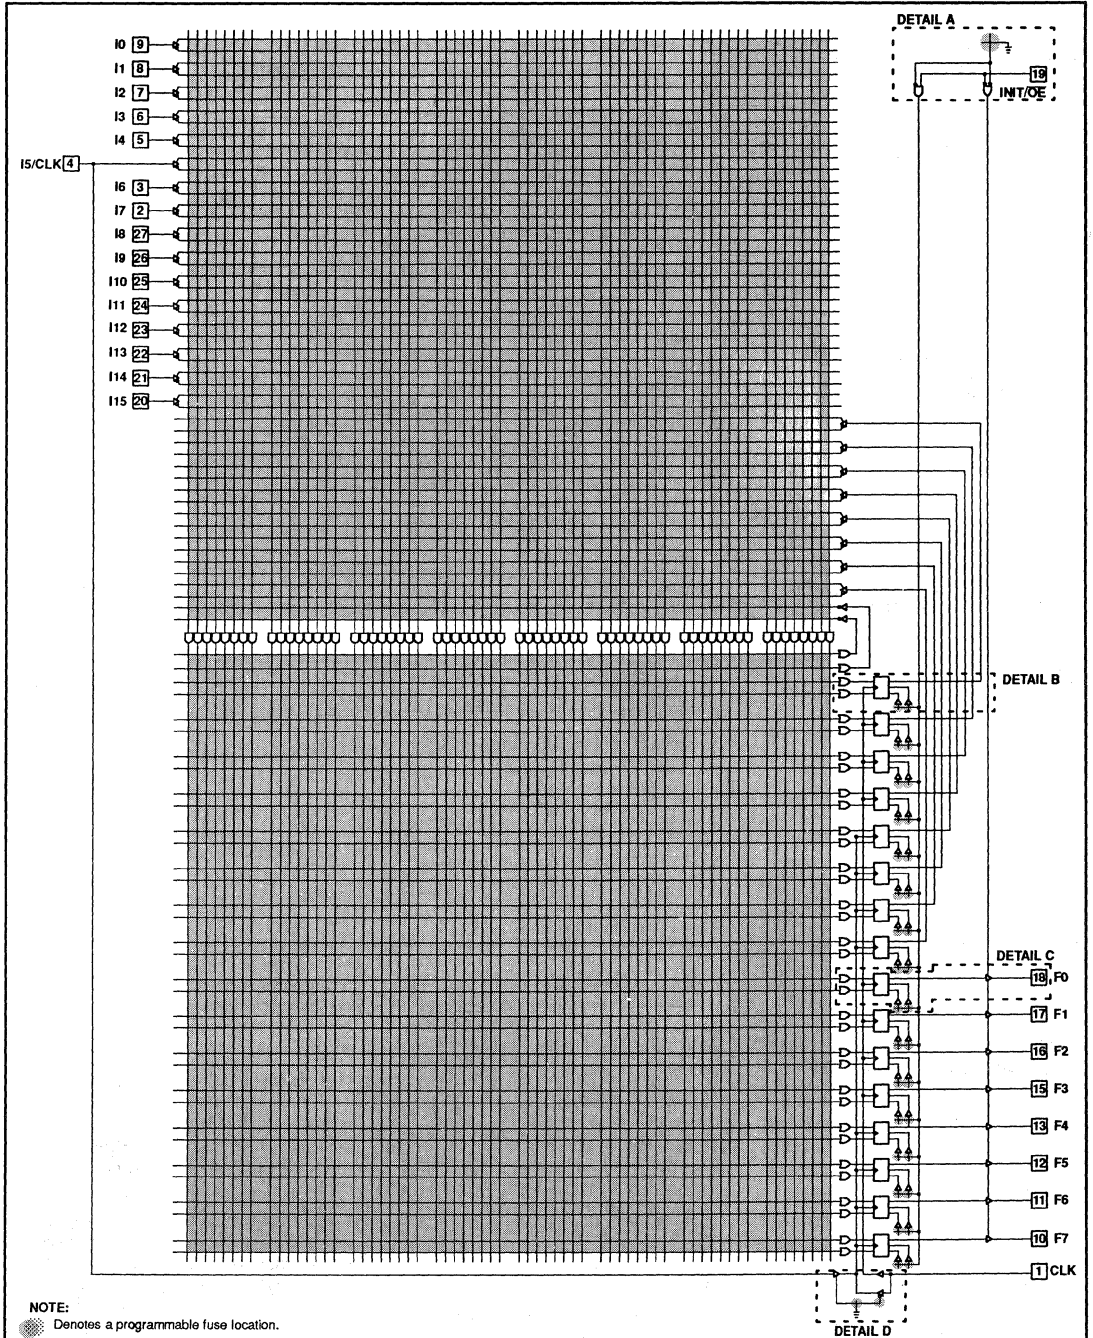 DETAIL A
I0 9
19
I1 8
INIT/O̅E̅
I2 7
I3 6
I4 5
I5/CLK 4
I6 3
I7 2
I8 27
I9 26
I10 25
I11 24
I12 23
I13 22
I14 21
I15 20
DETAIL B
DETAIL C
18 F0
17 F1
16 F2
15 F3
13 F4
12 F5
11 F6
10 F7
1 CLK
NOTE:
Denotes a programmable fuse location.
DETAIL D